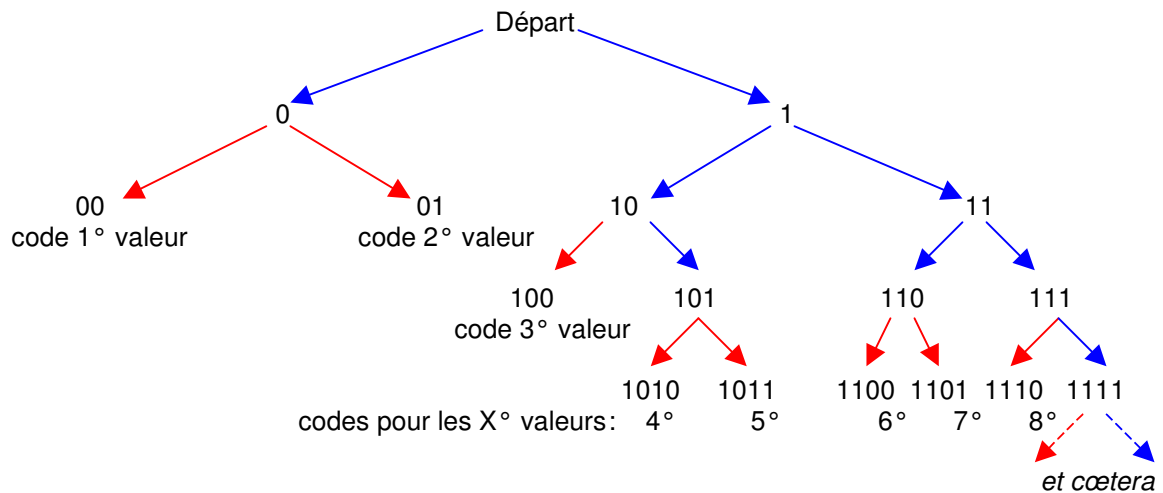 Départ
0 1
00 01 10 11
code 1° valeur code 2° valeur
100 101 110 111
code 3° valeur
1010 1011 1100 1101 1110 1111
codes pour les X° valeurs: 4° 5° 6° 7° 8°
et cœtera